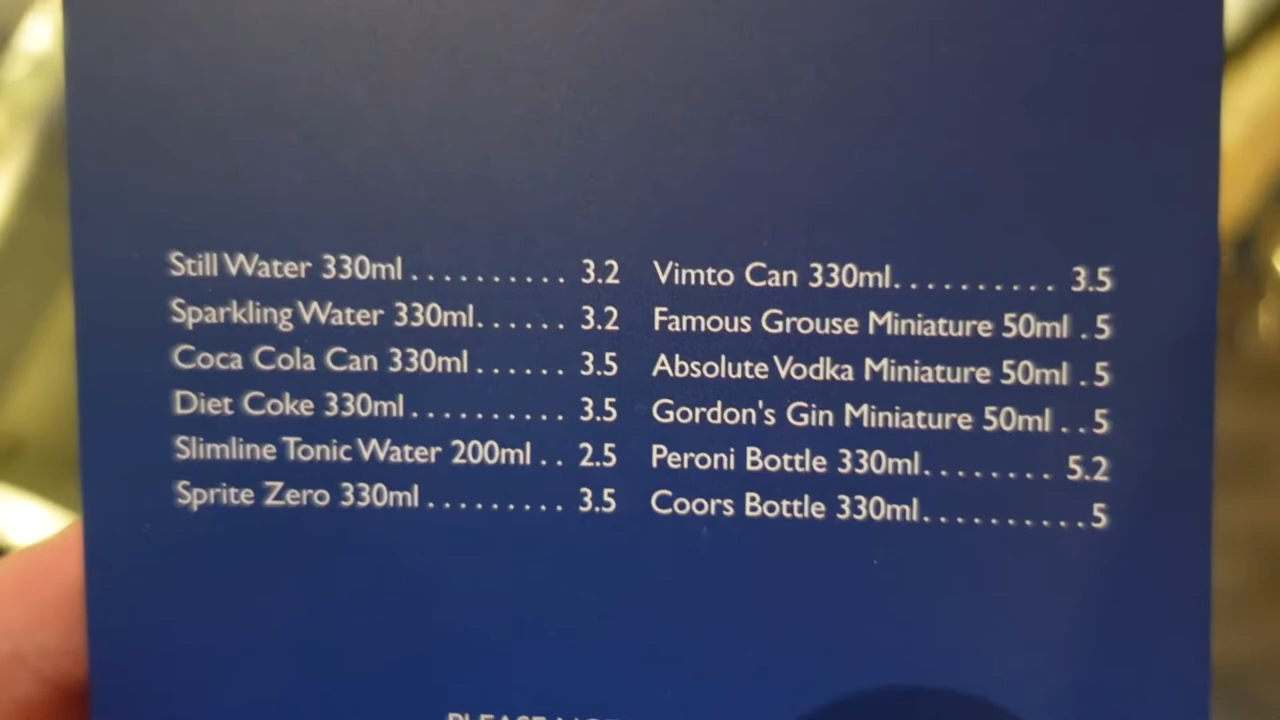 Still Water 330ml .......... 3.2
Sparkling Water 330ml ...... 3.2
Coca Cola Can 330ml ...... 3.5
Diet Coke 330ml .......... 3.5
Slimline Tonic Water 200ml .. 2.5
Sprite Zero 330ml ......... 3.5
Vimto Can 330ml .......... 3.5
Famous Grouse Miniature 50ml . 5
Absolute Vodka Miniature 50ml . 5
Gordon's Gin Miniature 50ml .. 5
Peroni Bottle 330ml ........ 5.2
Coors Bottle 330ml .......... 5
PLEASE